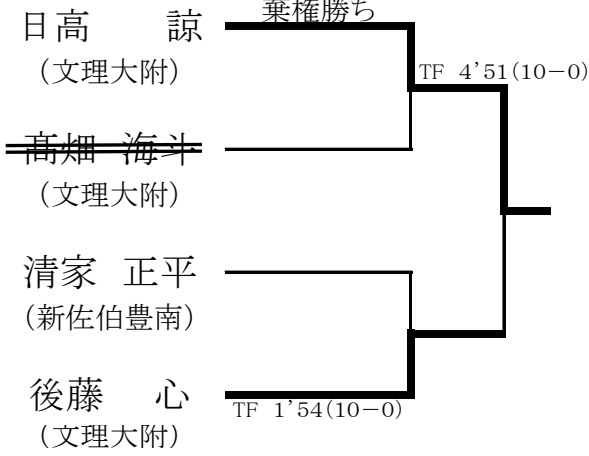 棄権勝ち
日高 諒
(文理大附)
TF 4'51(10-0)
髙畑 海斗
(文理大附)
清家 正平
(新佐伯豊南)
後藤 心
TF 1'54(10-0)
(文理大附)